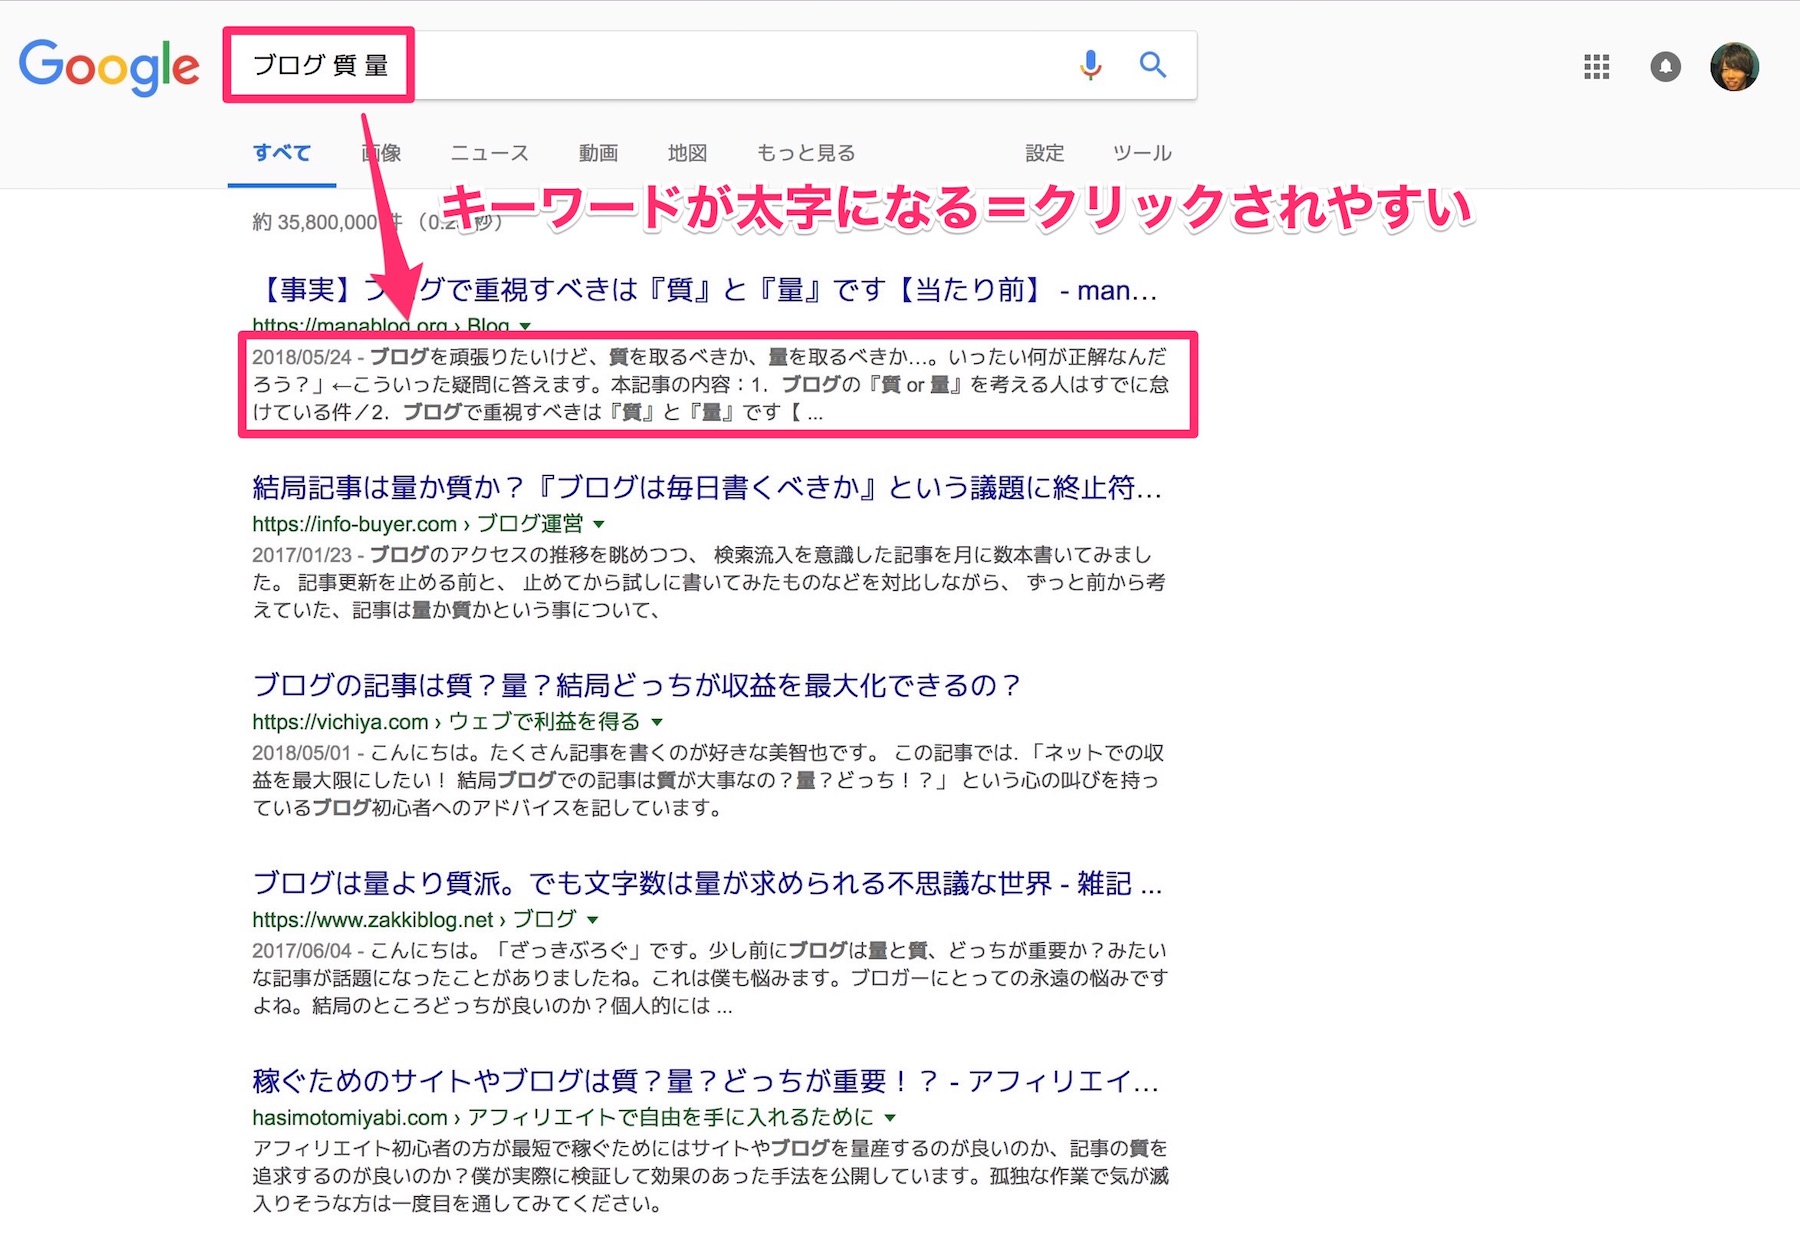 Google
ブログ 質 量
すべて 画像 ニュース 動画 地図 もっと見る 設定 ツール
キーワードが太字になる＝クリックされやすい
約 35,800,000 件 （0.2 秒）
【事実】ブログで重視すべきは『質』と『量』です【当たり前】 - man...
https://manablog.org › Blog ▼
2018/05/24 - ブログを頑張りたいけど、質を取るべきか、量を取るべきか…。いったい何が正解なんだ
ろう？」←こういった疑問に答えます。本記事の内容：1．ブログの『質 or 量』を考える人はすでに怠
けている件／2．ブログで重視すべきは『質』と『量』です【 ...
結局記事は量か質か？『ブログは毎日書くべきか』という議題に終止符...
https://info-buyer.com › ブログ運営 ▼
2017/01/23 - ブログのアクセスの推移を眺めつつ、 検索流入を意識した記事を月に数本書いてみまし
た。 記事更新を止める前と、 止めてから試しに書いてみたものなどを対比しながら、 ずっと前から考
えていた、記事は量か質かという事について、
ブログの記事は質？量？結局どっちが収益を最大化できるの？
https://vichiya.com › ウェブで利益を得る ▼
2018/05/01 - こんにちは。たくさん記事を書くのが好きな美智也です。 この記事では.「ネットでの収
益を最大限にしたい！ 結局ブログでの記事は質が大事なの？量？どっち！？」 という心の叫びを持っ
ているブログ初心者へのアドバイスを記しています。
ブログは量より質派。でも文字数は量が求められる不思議な世界 - 雑記 ...
https://www.zakkiblog.net › ブログ ▼
2017/06/04 - こんにちは。「ざっきぶろぐ」です。少し前にブログは量と質、どっちが重要か？みたい
な記事が話題になったことがありましたね。これは僕も悩みます。ブロガーにとっての永遠の悩みです
よね。結局のところどっちが良いのか？個人的には ...
稼ぐためのサイトやブログは質？量？どっちが重要！？ - アフィリエイ...
hasimotomiyabi.com › アフィリエイトで自由を手に入れるために ▼
アフィリエイト初心者の方が最短で稼ぐためにはサイトやブログを量産するのが良いのか、記事の質を
追求するのが良いのか？僕が実際に検証して効果のあった手法を公開しています。孤独な作業で気が滅
入りそうな方は一度目を通してみてください。